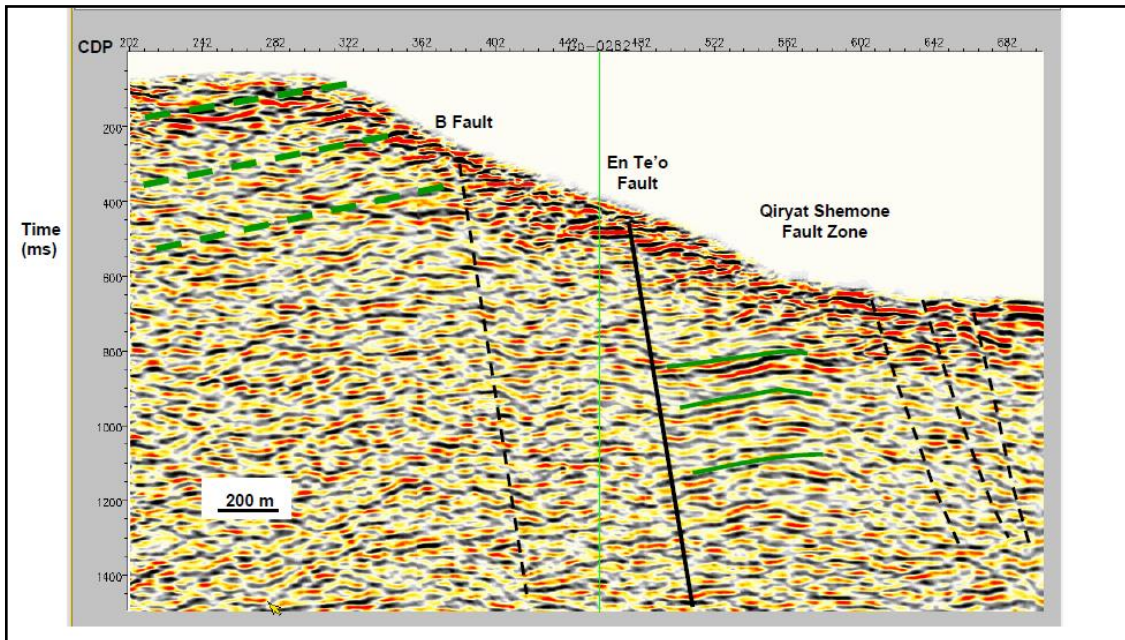 CDP
202 242 282 322 362 402 442 482 522 562 602 642 682
B Fault
En Te'o
Fault
Qiryat Shemone
Fault Zone
Time
(ms)
200
400
600
800
1000
1200
1400
200 m